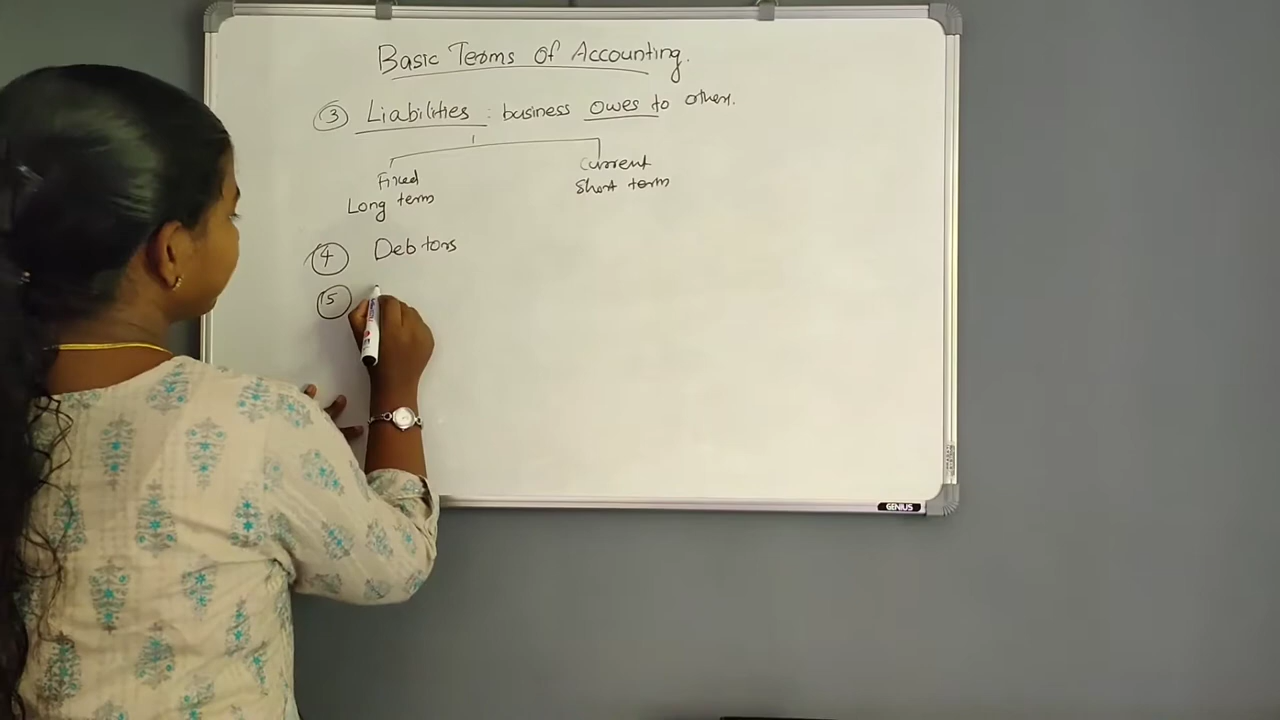 Basic Terms Of Accounting.
③ Liabilities : business owes to others.
Fixed Current
Long term Short term
④ Debtors
⑤
GENIUS